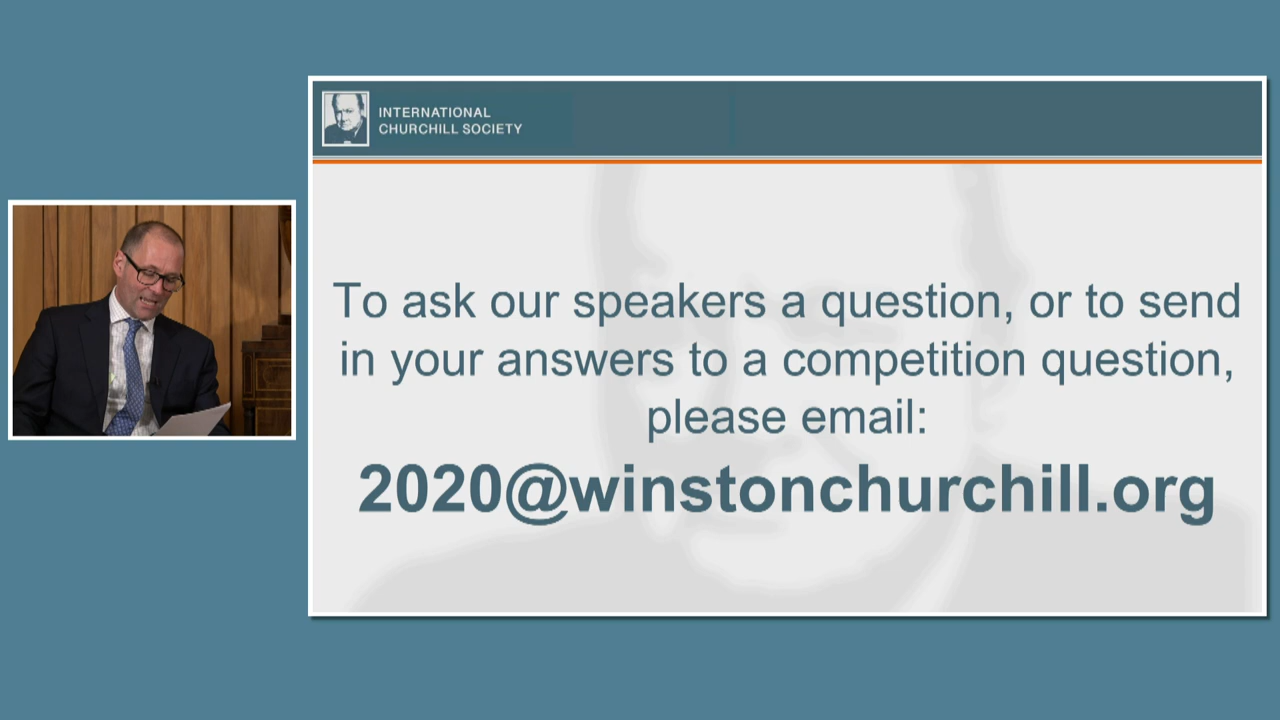 INTERNATIONAL
CHURCHILL SOCIETY
To ask our speakers a question, or to send
in your answers to a competition question,
please email:
2020@winstonchurchill.org